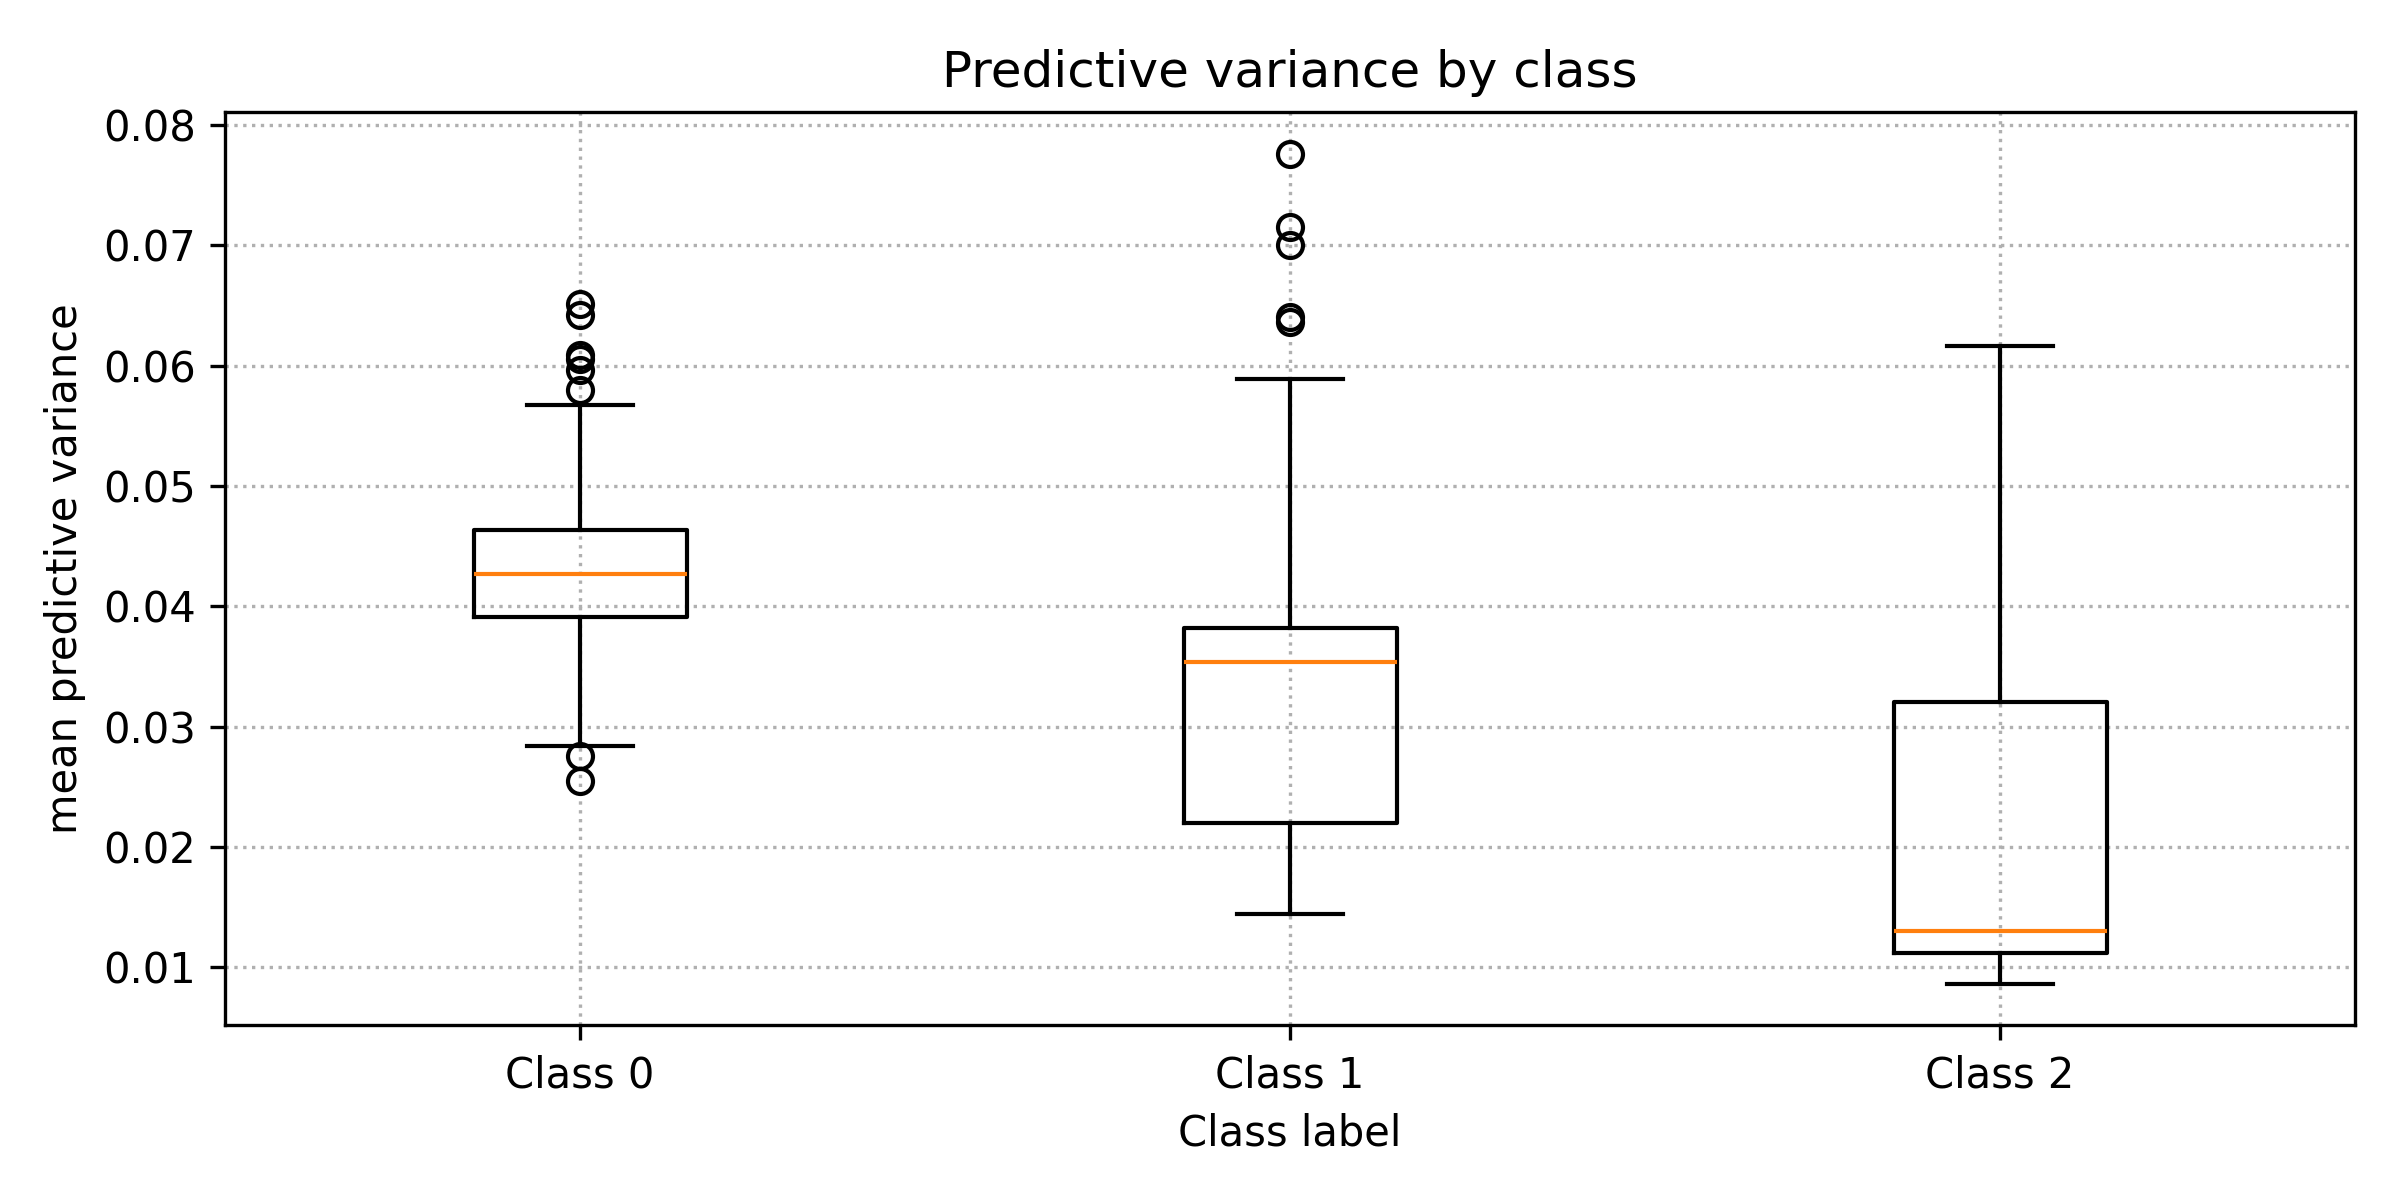 Predictive variance by class
mean predictive variance
0.08
0.07
0.06
0.05
0.04
0.03
0.02
0.01
Class 0
Class 1
Class 2
Class label